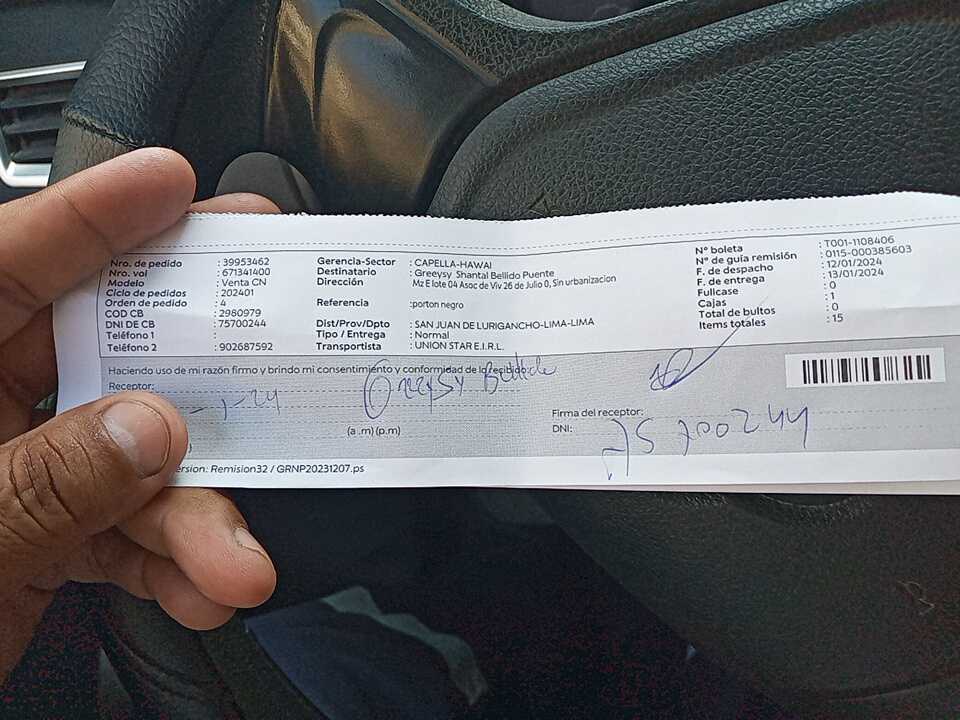 Nro. de pedido : 39953462
Nro. vol : 671341400
Modelo : Venta CN
Ciclo de pedidos : 202401
Orden de pedido : 4
COD CB : 2980979
DNI DE CB : 75700244
Teléfono 1 :
Teléfono 2 : 902687592
Gerencia-Sector : CAPELLA-HAWAI
Destinatario : Greeysy Shantal Bellido Puente
Dirección : Mz E lote 04 Asoc de Viv 26 de Julio 0, Sin urbanizacion
Referencia :porton negro
Dist/Prov/Dpto : SAN JUAN DE LURIGANCHO-LIMA-LIMA
Tipo / Entrega : Normal
Transportista : UNION STAR E.I.R.L.
N° boleta : T001-1108406
N° de guia remisión : 0115-000385603
F. de despacho : 12/01/2024
F. de entrega : 13/01/2024
Fullcase : 0
Cajas : 1
Total de bultos : 0
Items totales : 15
Haciendo uso de mi razón firmo y brindo mi consentimiento y conformidad de lo recibido:
Receptor: Greeysy Bellido
-1-24
(a .m) (p.m)
Firma del receptor:
DNI: 75700244
ersion: Remision32 / GRNP20231207.ps